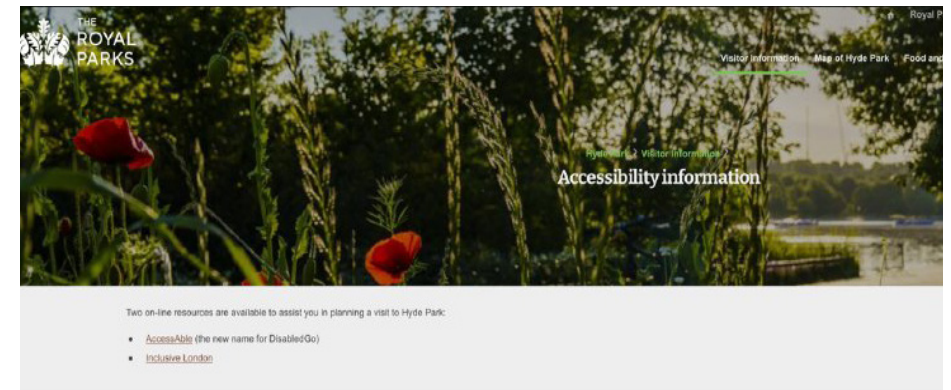 THE
ROYAL
PARKS
Royal P
Visitor Information
Map of Hyde Park
Food and
Hyde Park > Visitor Information >
Accessibility information
Two on-line resources are available to assist you in planning a visit to Hyde Park:
AccessAble (the new name for DisabledGo)
Inclusive London